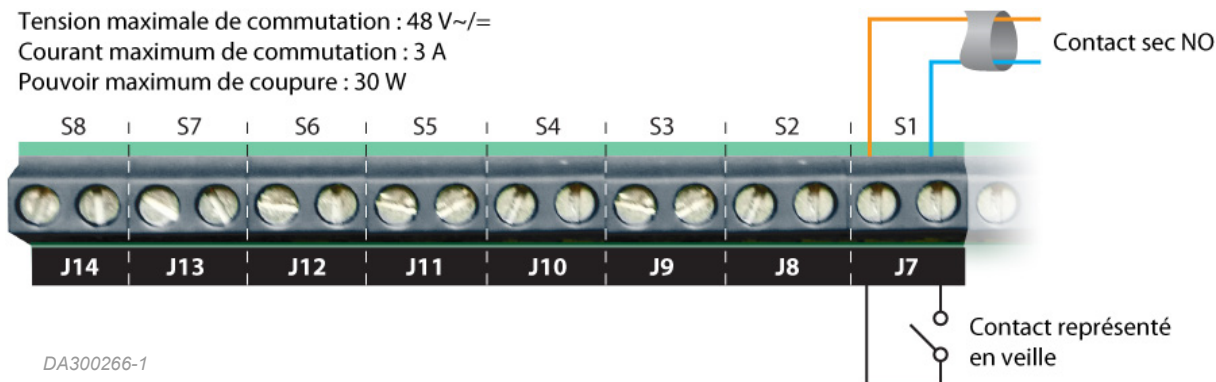 Tension maximale de commutation : 48 V~/=
Courant maximum de commutation : 3 A
Pouvoir maximum de coupure : 30 W
Contact sec NO
S8 S7 S6 S5 S4 S3 S2 S1
J14 J13 J12 J11 J10 J9 J8 J7
Contact représenté
en veille
DA300266-1